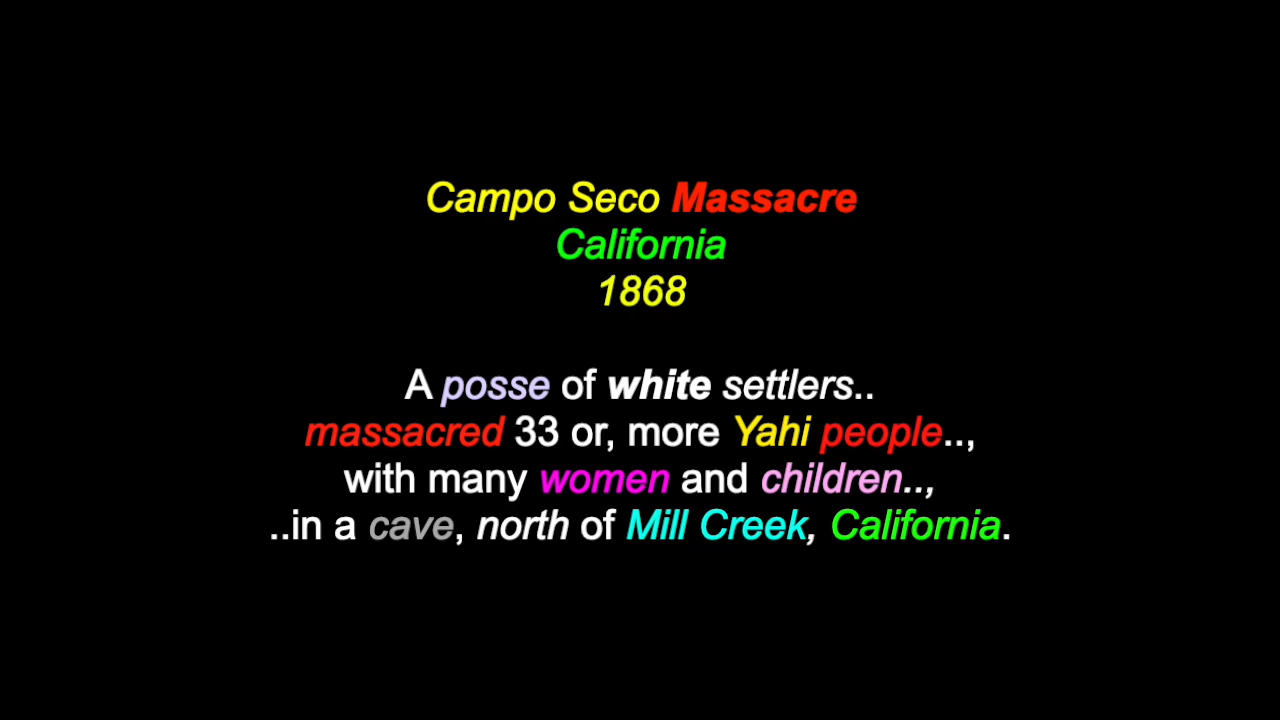 Campo Seco Massacre
California
1868
A posse of white settlers..
massacred 33 or, more Yahi people..,
with many women and children..,
..in a cave, north of Mill Creek, California.